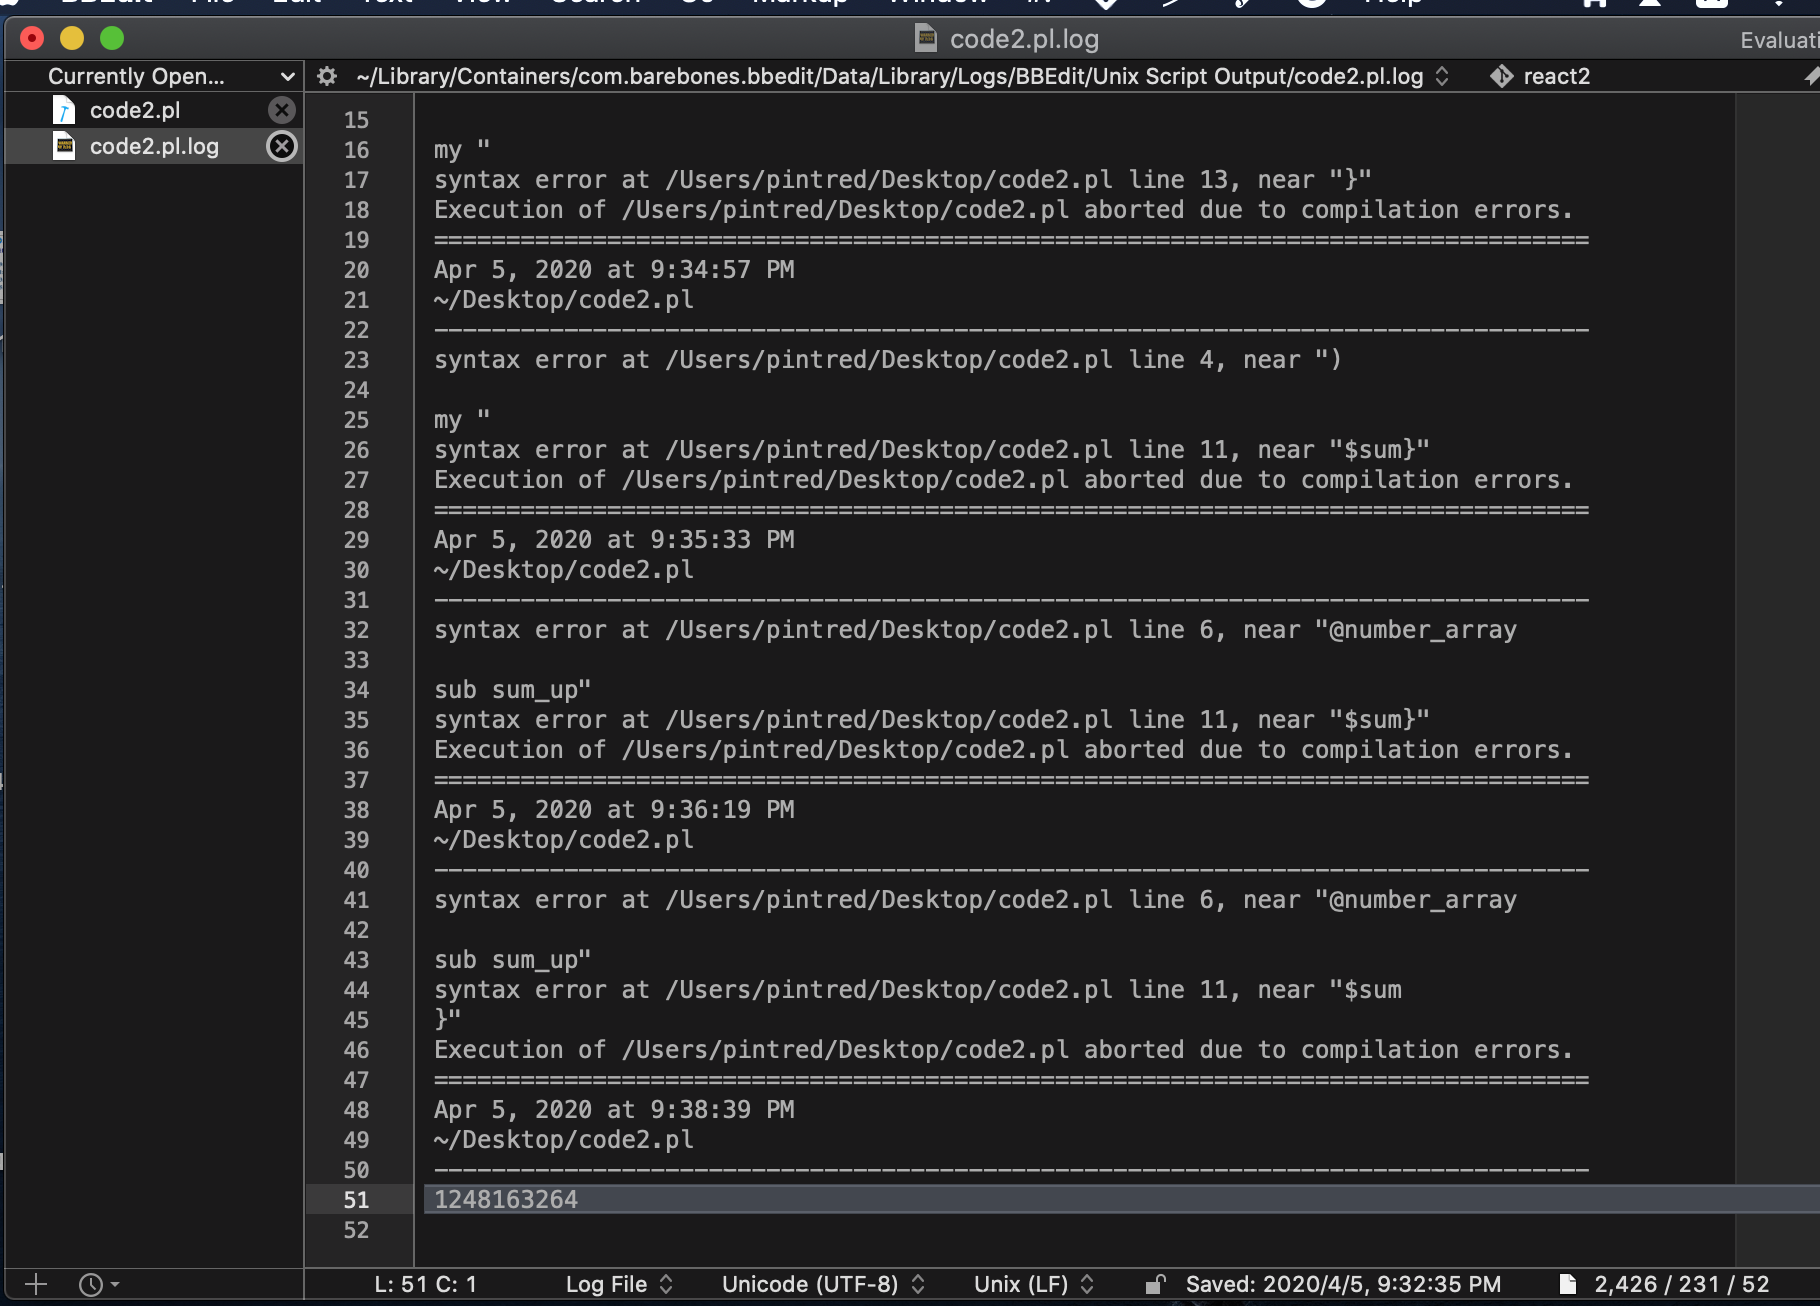 BBEdit File Edit Text View Search Go Markup Window Help
code2.pl.log
Evaluati
Currently Open...
~/Library/Containers/com.barebones.bbedit/Data/Library/Logs/BBEdit/Unix Script Output/code2.pl.log
react2
code2.pl
code2.pl.log
15
16 my "
17 syntax error at /Users/pintred/Desktop/code2.pl line 13, near "}"
18 Execution of /Users/pintred/Desktop/code2.pl aborted due to compilation errors.
19 ================================================================================
20 Apr 5, 2020 at 9:34:57 PM
21 ~/Desktop/code2.pl
22 --------------------------------------------------------------------------------
23 syntax error at /Users/pintred/Desktop/code2.pl line 4, near ")
24
25 my "
26 syntax error at /Users/pintred/Desktop/code2.pl line 11, near "$sum}"
27 Execution of /Users/pintred/Desktop/code2.pl aborted due to compilation errors.
28 ================================================================================
29 Apr 5, 2020 at 9:35:33 PM
30 ~/Desktop/code2.pl
31 --------------------------------------------------------------------------------
32 syntax error at /Users/pintred/Desktop/code2.pl line 6, near "@number_array
33
34 sub sum_up"
35 syntax error at /Users/pintred/Desktop/code2.pl line 11, near "$sum}"
36 Execution of /Users/pintred/Desktop/code2.pl aborted due to compilation errors.
37 ================================================================================
38 Apr 5, 2020 at 9:36:19 PM
39 ~/Desktop/code2.pl
40 --------------------------------------------------------------------------------
41 syntax error at /Users/pintred/Desktop/code2.pl line 6, near "@number_array
42
43 sub sum_up"
44 syntax error at /Users/pintred/Desktop/code2.pl line 11, near "$sum
45 }"
46 Execution of /Users/pintred/Desktop/code2.pl aborted due to compilation errors.
47 ================================================================================
48 Apr 5, 2020 at 9:38:39 PM
49 ~/Desktop/code2.pl
50 --------------------------------------------------------------------------------
51 1248163264
52
L: 51 C: 1 Log File Unicode (UTF-8) Unix (LF) Saved: 2020/4/5, 9:32:35 PM 2,426 / 231 / 52